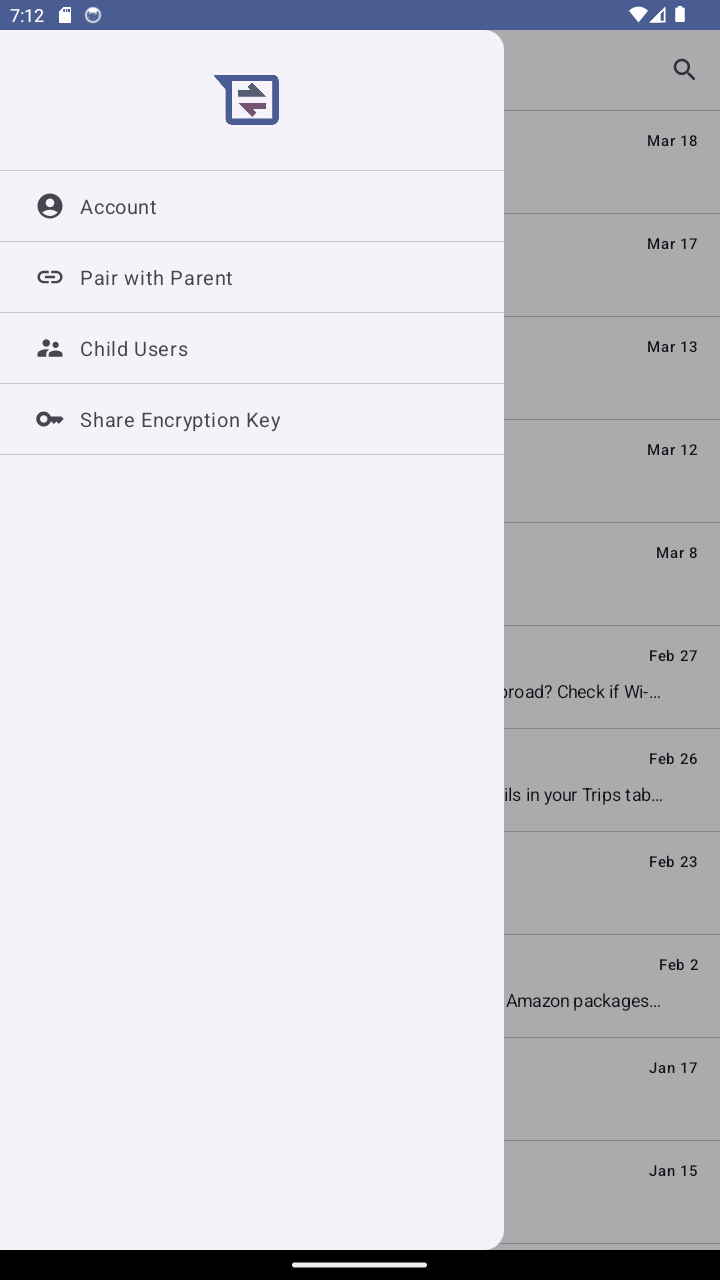 7:12
Account
Pair with Parent
Child Users
Share Encryption Key
Mar 18
Mar 17
Mar 13
Mar 12
Mar 8
Feb 27
broad? Check if Wi-...
Feb 26
ils in your Trips tab...
Feb 23
Feb 2
Amazon packages...
Jan 17
Jan 15